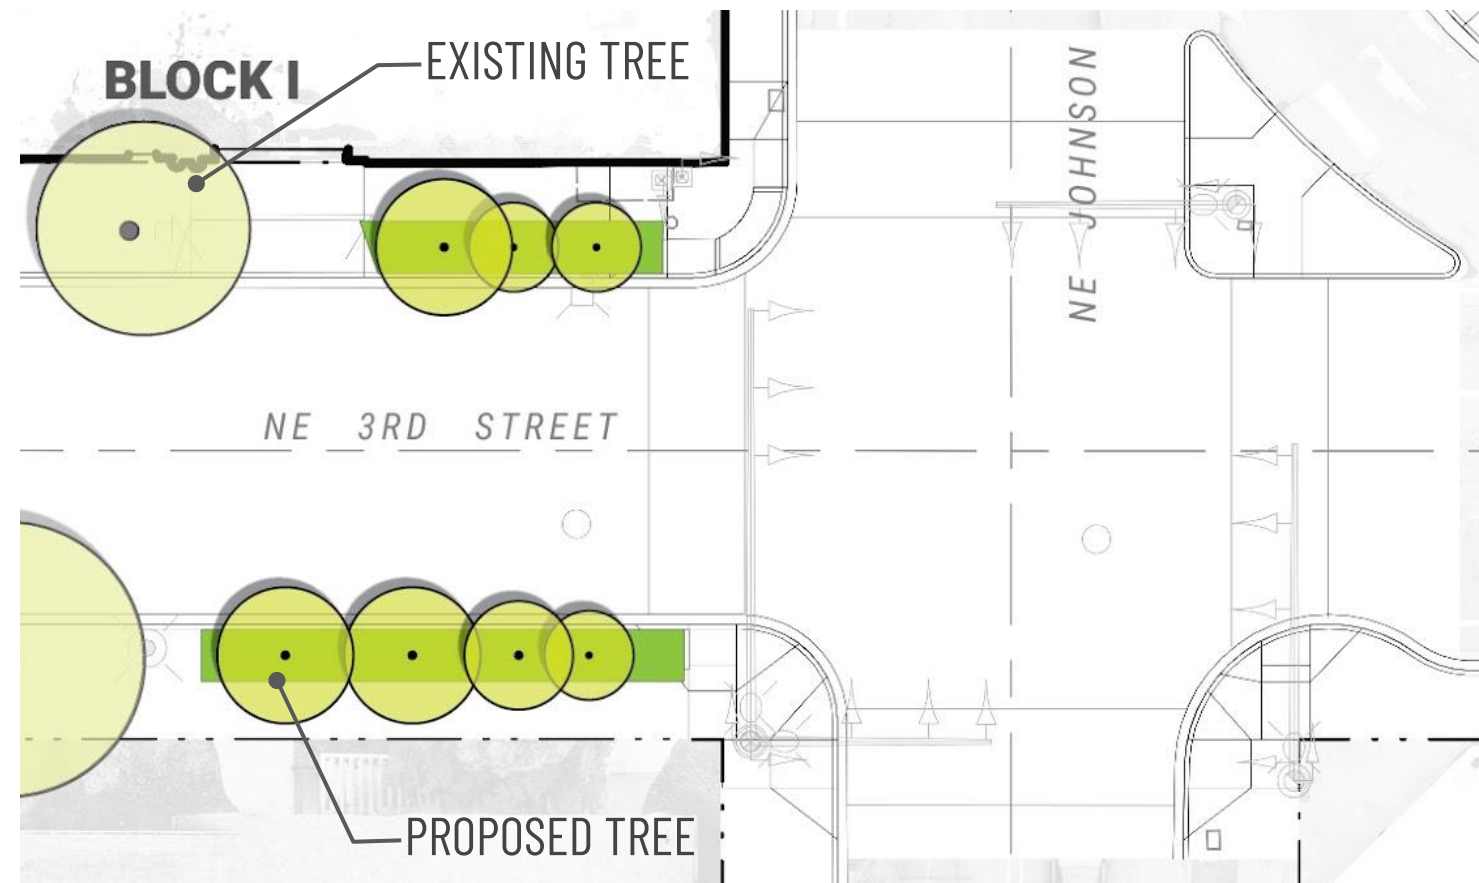 BLOCK I
EXISTING TREE
NE JOHNSON
NE 3RD STREET
PROPOSED TREE